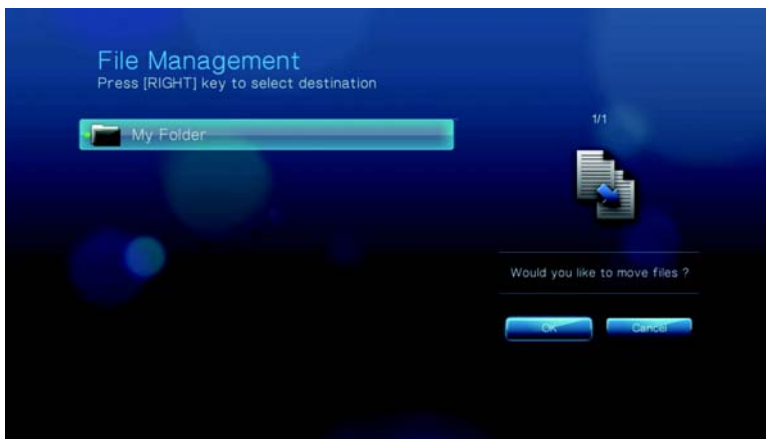 File Management
Press [RIGHT] key to select destination
My Folder
1/1
Would you like to move files ?
OK
Cancel